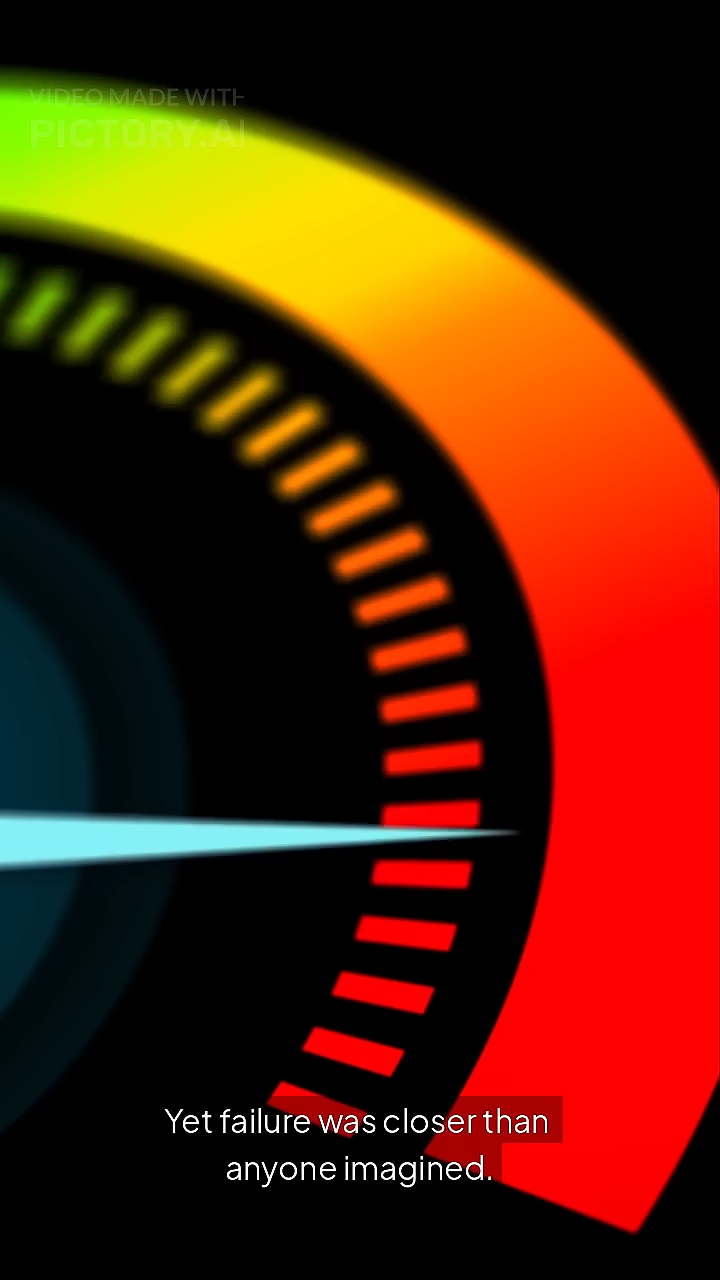 VIDEO MADE WITH
PICTORY.AI
Yet failure was closer than
anyone imagined.